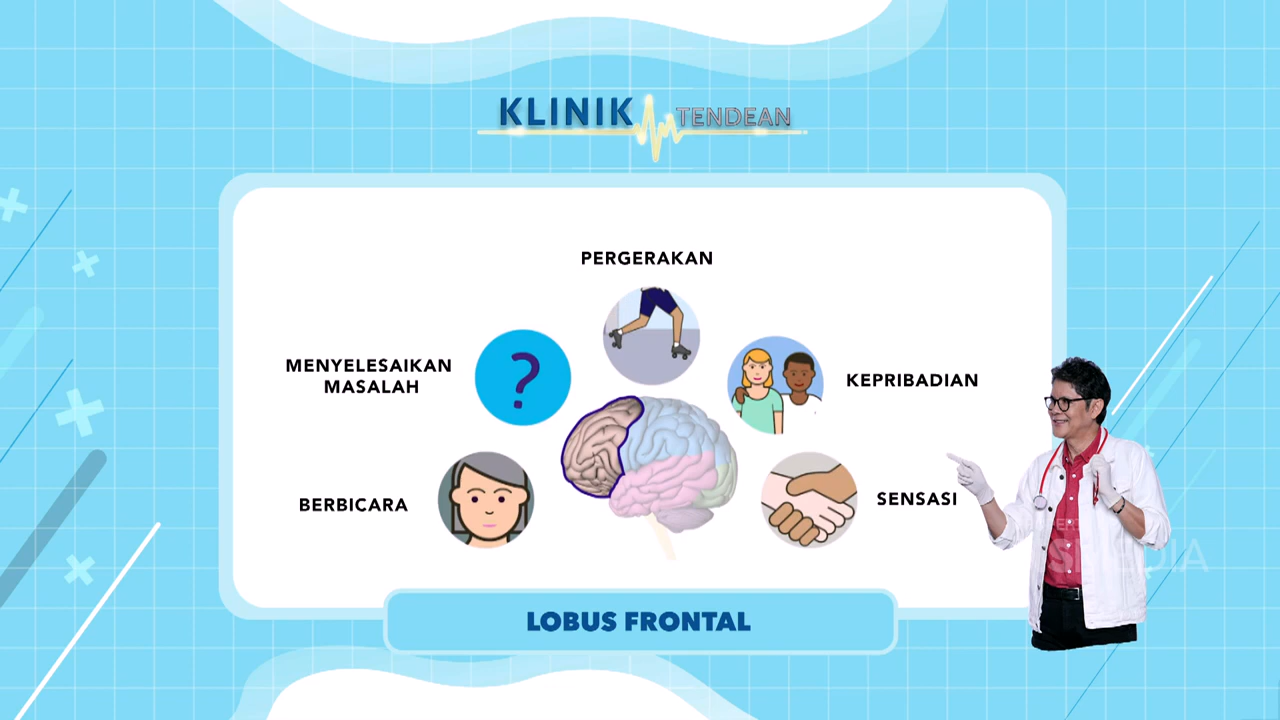 KLINIK TENDEAN
PERGERAKAN
MENYELESAIKAN
MASALAH
KEPRIBADIAN
BERBICARA
SENSASI
LOBUS FRONTAL